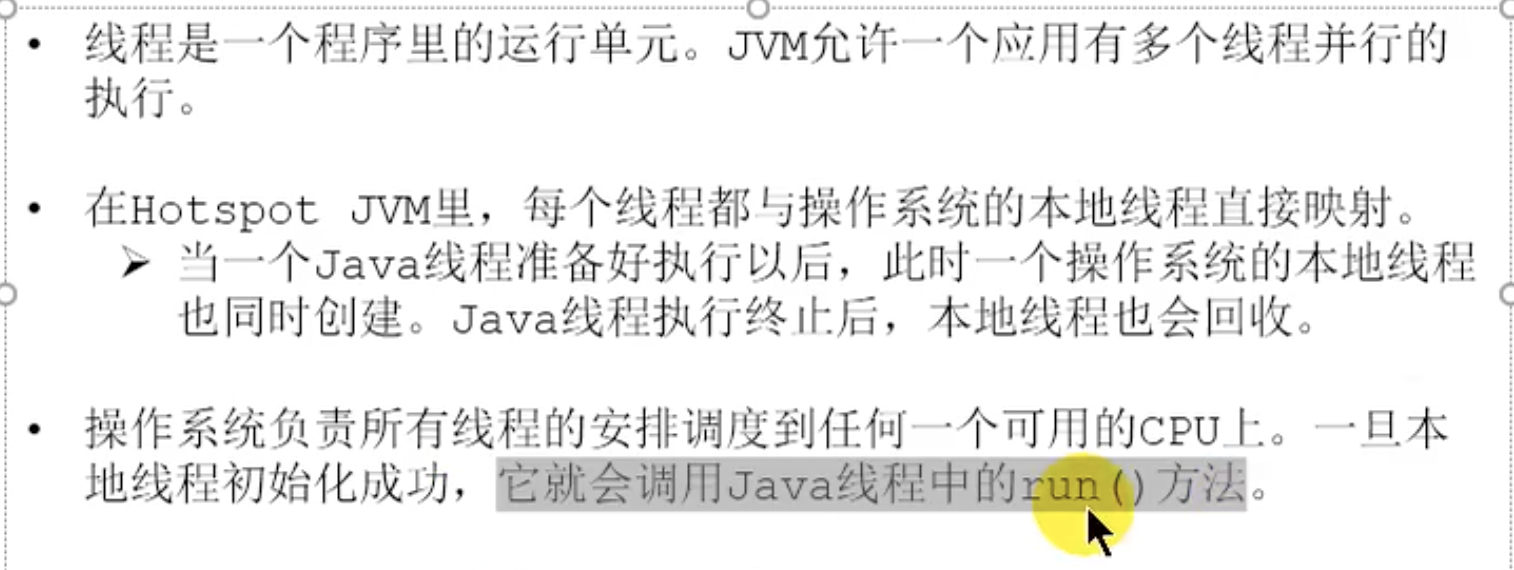 • 线程是一个程序里的运行单元。JVM允许一个应用有多个线程并行的
执行。
• 在Hotspot JVM里，每个线程都与操作系统的本地线程直接映射。
➢ 当一个Java线程准备好执行以后，此时一个操作系统的本地线程
也同时创建。Java线程执行终止后，本地线程也会回收。
• 操作系统负责所有线程的安排调度到任何一个可用的CPU上。一旦本
地线程初始化成功，它就会调用Java线程中的run()方法。